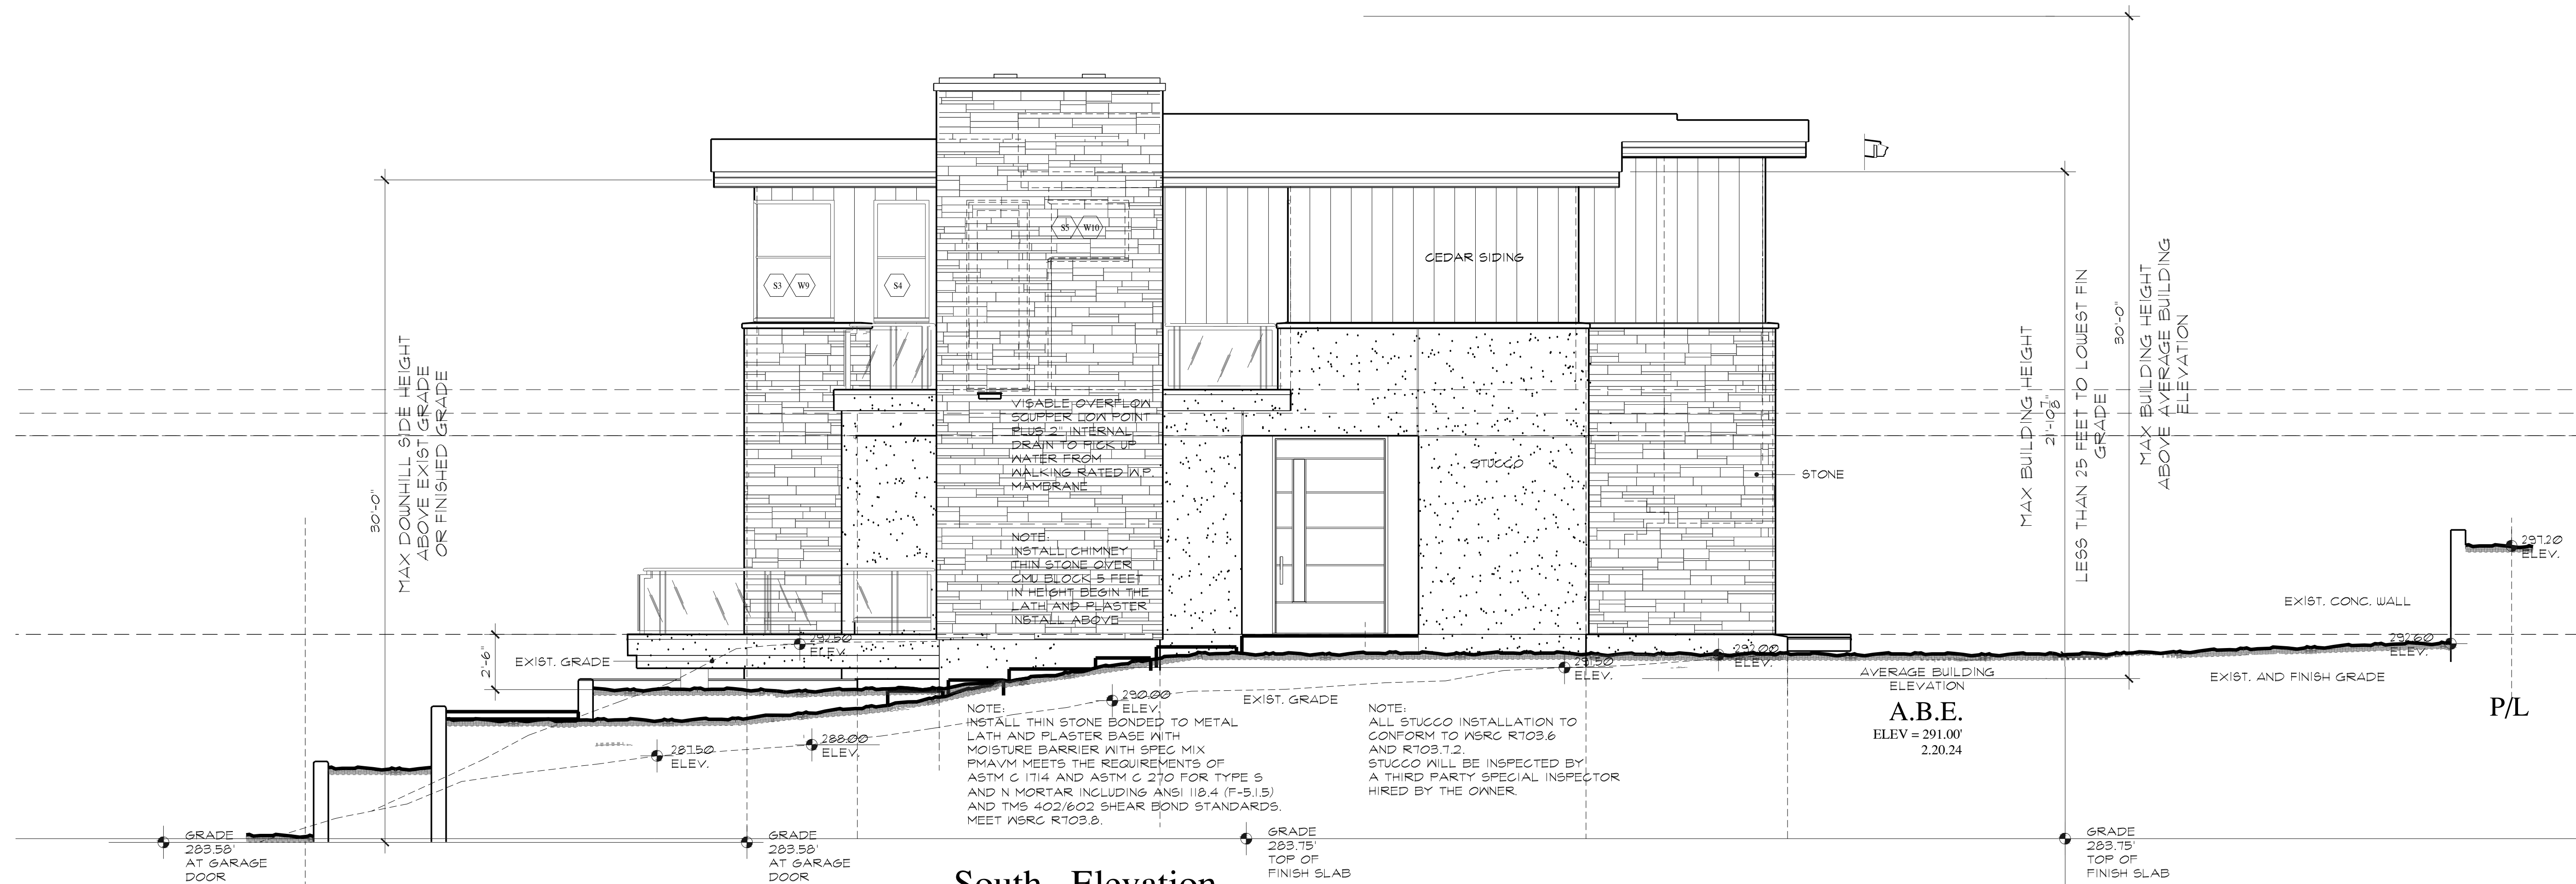 30'-0"
MAX DOWNHILL SIDE HEIGHT
ABOVE EXIST GRADE
OR FINISHED GRADE
S3
W9
S4
S5
W10
CEDAR SIDING
VISABLE OVERFLOW
SCUPPER LOW POINT
PLUS 2" INTERNAL
DRAIN TO PICK UP
WATER FROM
WALKING RATED W.P.
MAMBRANE
STUCCO
STONE
NOTE:
INSTALL CHIMNEY
THIN STONE OVER
CMU BLOCK 5 FEET
IN HEIGHT BEGIN THE
LATH AND PLASTER
INSTALL ABOVE
MAX BUILDING HEIGHT
21'-10 7/8"
LESS THAN 25 FEET TO LOWEST FIN
GRADE
30'-0"
MAX BUILDING HEIGHT
ABOVE AVERAGE BUILDING
ELEVATION
297.20
ELEV.
EXIST. CONC. WALL
292.60
ELEV.
EXIST. AND FINISH GRADE
P/L
2'-6"
EXIST. GRADE
292.50
ELEV.
290.00
ELEV.
EXIST. GRADE
291.50
ELEV.
292.00
ELEV.
AVERAGE BUILDING
ELEVATION
A.B.E.
ELEV = 291.00'
2.20.24
287.50
ELEV.
288.00
ELEV.
NOTE:
INSTALL THIN STONE BONDED TO METAL
LATH AND PLASTER BASE WITH
MOISTURE BARRIER WITH SPEC MIX
PMAVM MEETS THE REQUIREMENTS OF
ASTM C 1714 AND ASTM C 270 FOR TYPE S
AND N MORTAR INCLUDING ANSI 118.4 (F-5.1.5)
AND TMS 402/602 SHEAR BOND STANDARDS.
MEET WSRC R703.8.
NOTE:
ALL STUCCO INSTALLATION TO
CONFORM TO WSRC R703.6
AND R703.7.2.
STUCCO WILL BE INSPECTED BY
A THIRD PARTY SPECIAL INSPECTOR
HIRED BY THE OWNER.
GRADE
283.58'
AT GARAGE
DOOR
GRADE
283.58'
AT GARAGE
DOOR
GRADE
283.75'
TOP OF
FINISH SLAB
GRADE
283.75'
TOP OF
FINISH SLAB
South Elevation